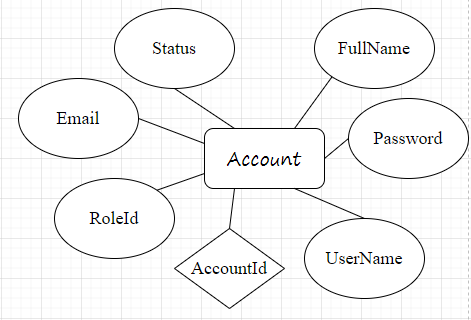 Status
FullName
Email
Password
Account
RoleId
AccountId
UserName